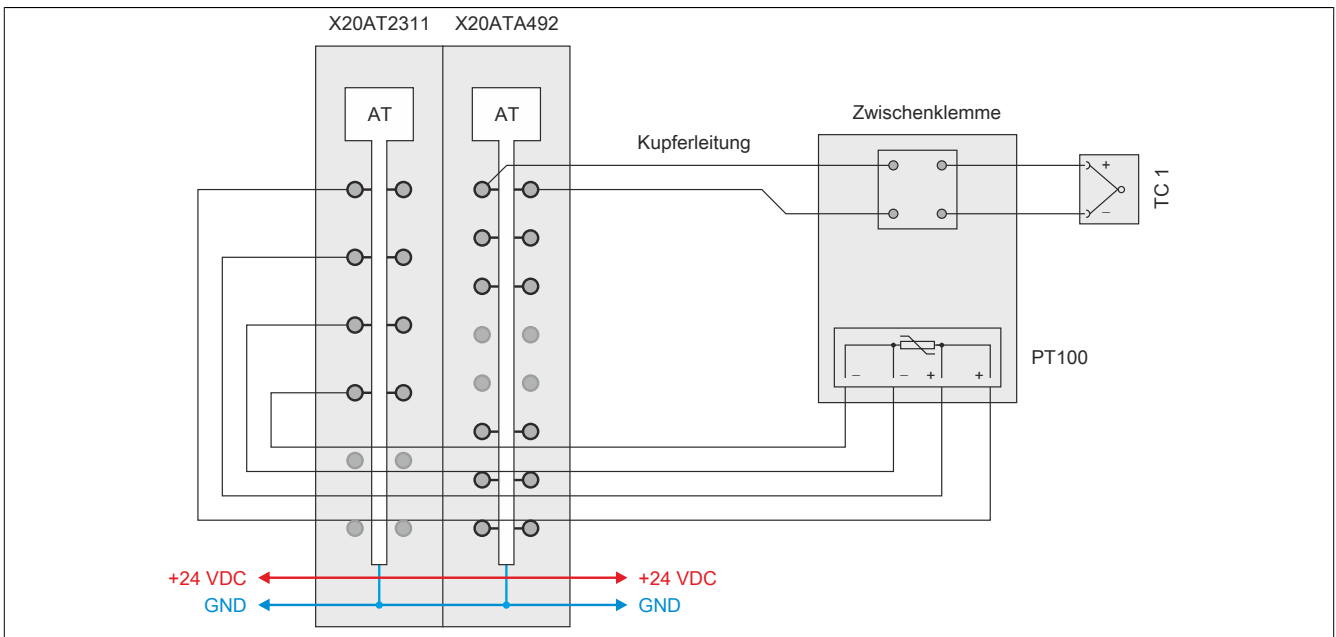 X20AT2311 X20ATA492
AT AT
Zwischenklemme
Kupferleitung
+
−
TC 1
PT100
− − + +
+24 VDC +24 VDC
GND GND